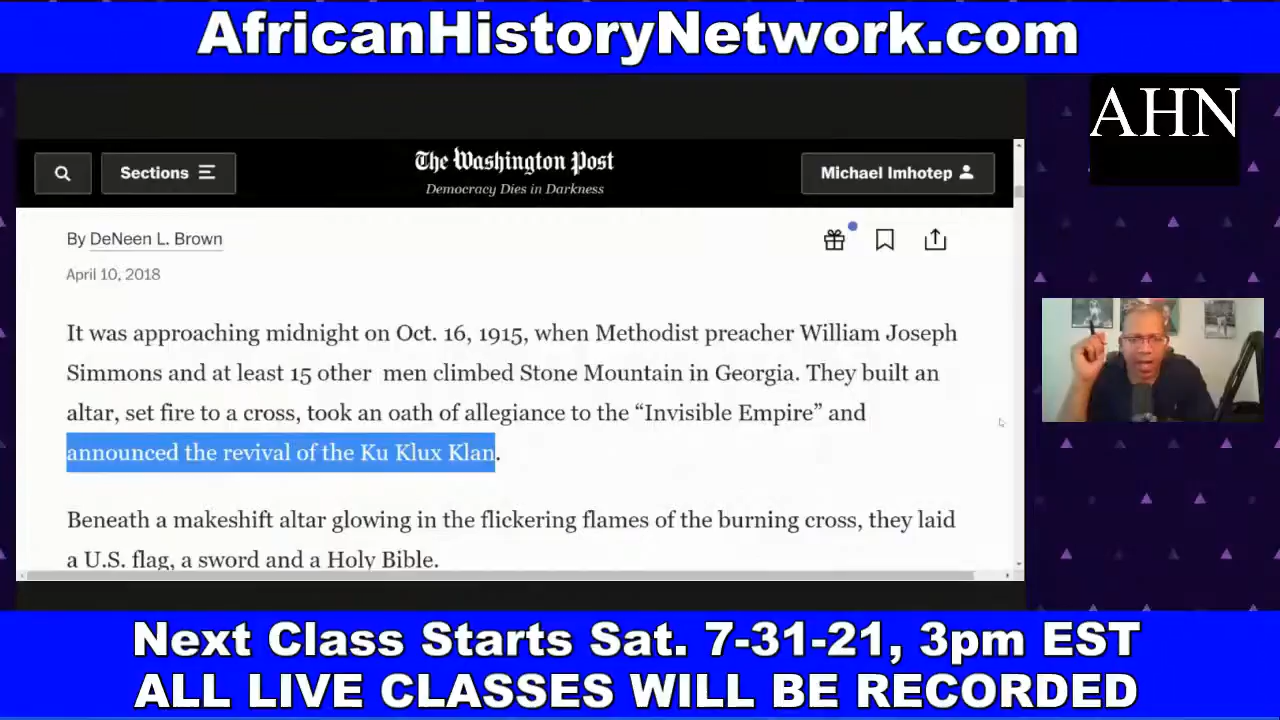 AfricanHistoryNetwork.com
AHN
Sections
The Washington Post
Democracy Dies in Darkness
Michael Imhotep
By DeNeen L. Brown
April 10, 2018
It was approaching midnight on Oct. 16, 1915, when Methodist preacher William Joseph
Simmons and at least 15 other men climbed Stone Mountain in Georgia. They built an
altar, set fire to a cross, took an oath of allegiance to the “Invisible Empire” and
announced the revival of the Ku Klux Klan.
Beneath a makeshift altar glowing in the flickering flames of the burning cross, they laid
a U.S. flag, a sword and a Holy Bible.
Next Class Starts Sat. 7-31-21, 3pm EST
ALL LIVE CLASSES WILL BE RECORDED